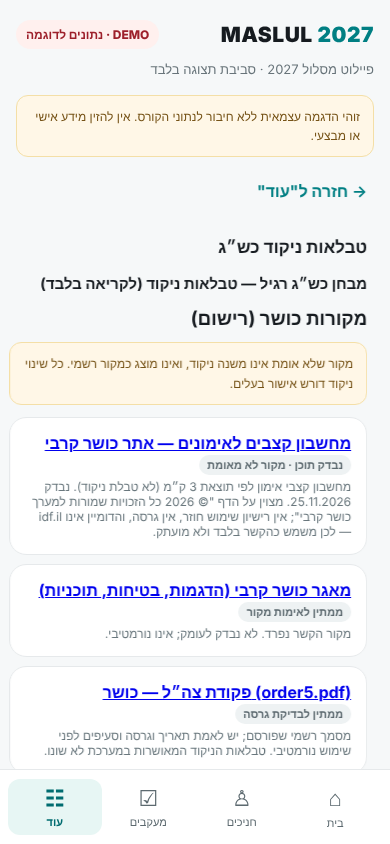 MASLUL 2027
DEMO · נתונים לדוגמה
פיילוט מסלול 2027 · סביבת תצוגה בלבד
זוהי הדגמה עצמאית ללא חיבור לנתוני הקורס. אין להזין מידע אישי
או מבצעי.
→ חזרה ל"עוד"
טבלאות ניקוד כש״ג
מבחן כש״ג רגיל — טבלאות ניקוד (לקריאה בלבד)
מקורות כושר (רישום)
מקור שלא אומת אינו משנה ניקוד, ואינו מוצג כמקור רשמי. כל שינוי
ניקוד דורש אישור בעלים.
מחשבון קצבים לאימונים — אתר כושר קרבי
נבדק תוכן · מקור לא מאומת
מחשבון קצבי אימון לפי תוצאת 3 ק״מ (לא טבלת ניקוד). נבדק
25.11.2026. מצוין על הדף "© 2026 כל הזכויות שמורות למערך
כושר קרבי"; אין רישיון שימוש חוזר, אין גרסה, והדומיין אינו idf.il
— לכן משמש כהקשר בלבד ולא מועתק.
מאגר כושר קרבי (הדגמות, בטיחות, תוכניות)
ממתין לאימות מקור
מקור הקשר נפרד. לא נבדק לעומק; אינו נורמטיבי.
פקודת צה״ל — כושר (order5.pdf)
ממתין לבדיקת גרסה
מסמך רשמי שפורסם; יש לאמת תאריך וגרסה וסעיפים לפני
שימוש נורמטיבי. טבלאות הניקוד המאושרות במערכת לא שונו.
בית
חניכים
מעקבים
עוד